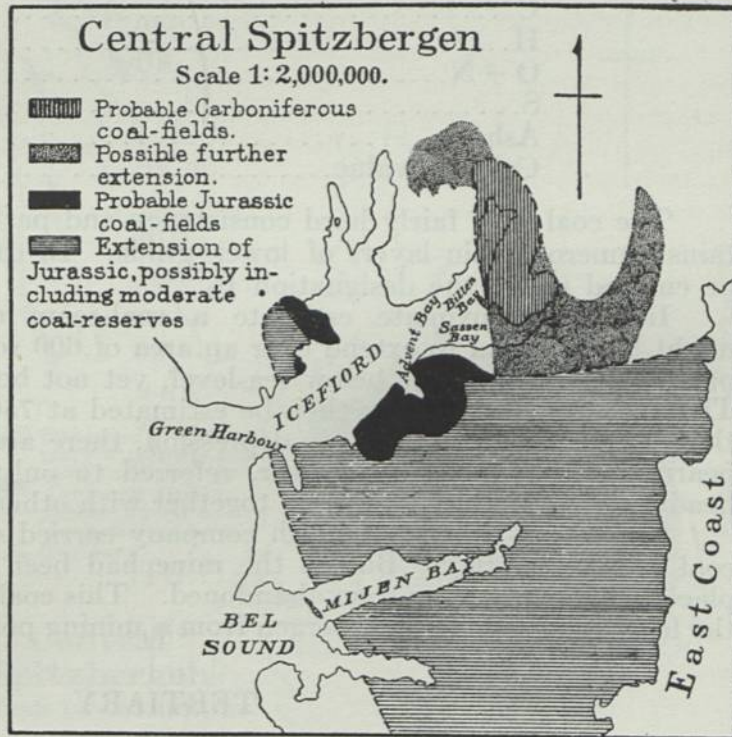 Central Spitzbergen
Scale 1:2,000,000.
Probable Carboniferous
coal-fields.
Possible further
extension.
Probable Jurassic
coal-fields
Extension of
Jurassic, possibly in-
cluding moderate
coal-reserves
ICEFIORD
Advent Bay
Billen
Bay
Sassen
Bay
Green Harbour
MIJEN BAY
BEL
SOUND
East Coast
TERTIARY